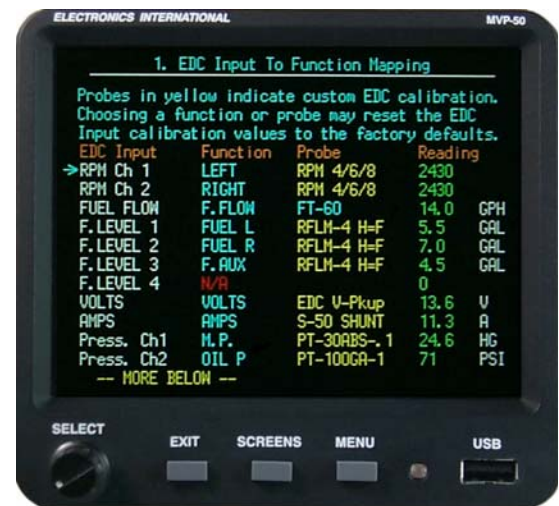 ELECTRONICS INTERNATIONAL MVP-50
1. EDC Input To Function Mapping
Probes in yellow indicate custom EDC calibration.
Choosing a function or probe may reset the EDC
Input calibration values to the factory defaults.
EDC Input Function Probe Reading
→RPM Ch 1 LEFT RPM 4/6/8 2430
RPM Ch 2 RIGHT RPM 4/6/8 2430
FUEL FLOW F.FLOW FT-60 14.0 GPH
F.LEVEL 1 FUEL L RFLM-4 H=F 5.5 GAL
F.LEVEL 2 FUEL R RFLM-4 H=F 7.0 GAL
F.LEVEL 3 F.AUX RFLM-4 H=F 4.5 GAL
F.LEVEL 4 N/A 0
VOLTS VOLTS EDC V-Pkup 13.6 V
AMPS AMPS S-50 SHUNT 11.3 A
Press. Ch1 M.P. PT-30ABS-.1 24.6 HG
Press. Ch2 OIL P PT-100GA-1 71 PSI
-- MORE BELOW --
SELECT EXIT SCREENS MENU USB